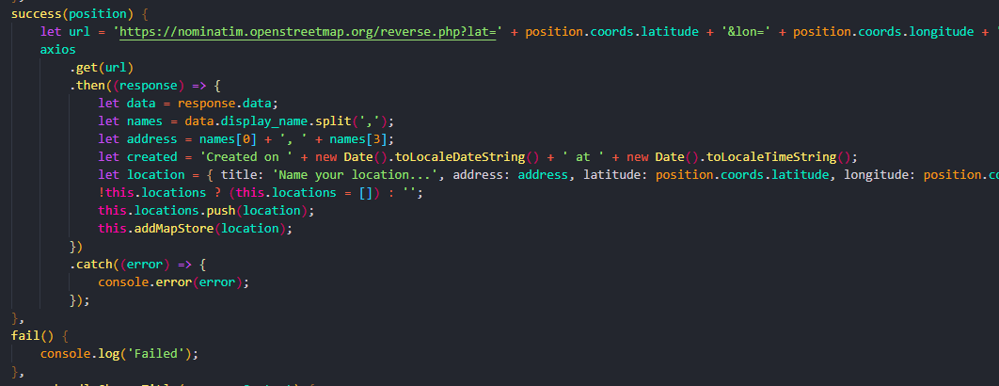 success(position) {
let url = 'https://nominatim.openstreetmap.org/reverse.php?lat=' + position.coords.latitude + '&lon=' + position.coords.longitude + '
axios
.get(url)
.then((response) => {
let data = response.data;
let names = data.display_name.split(',');
let address = names[0] + ', ' + names[3];
let created = 'Created on ' + new Date().toLocaleDateString() + ' at ' + new Date().toLocaleTimeString();
let location = { title: 'Name your location...', address: address, latitude: position.coords.latitude, longitude: position.co
!this.locations ? (this.locations = []) : '';
this.locations.push(location);
this.addMapStore(location);
})
.catch((error) => {
console.error(error);
});
},
fail() {
console.log('Failed');
},